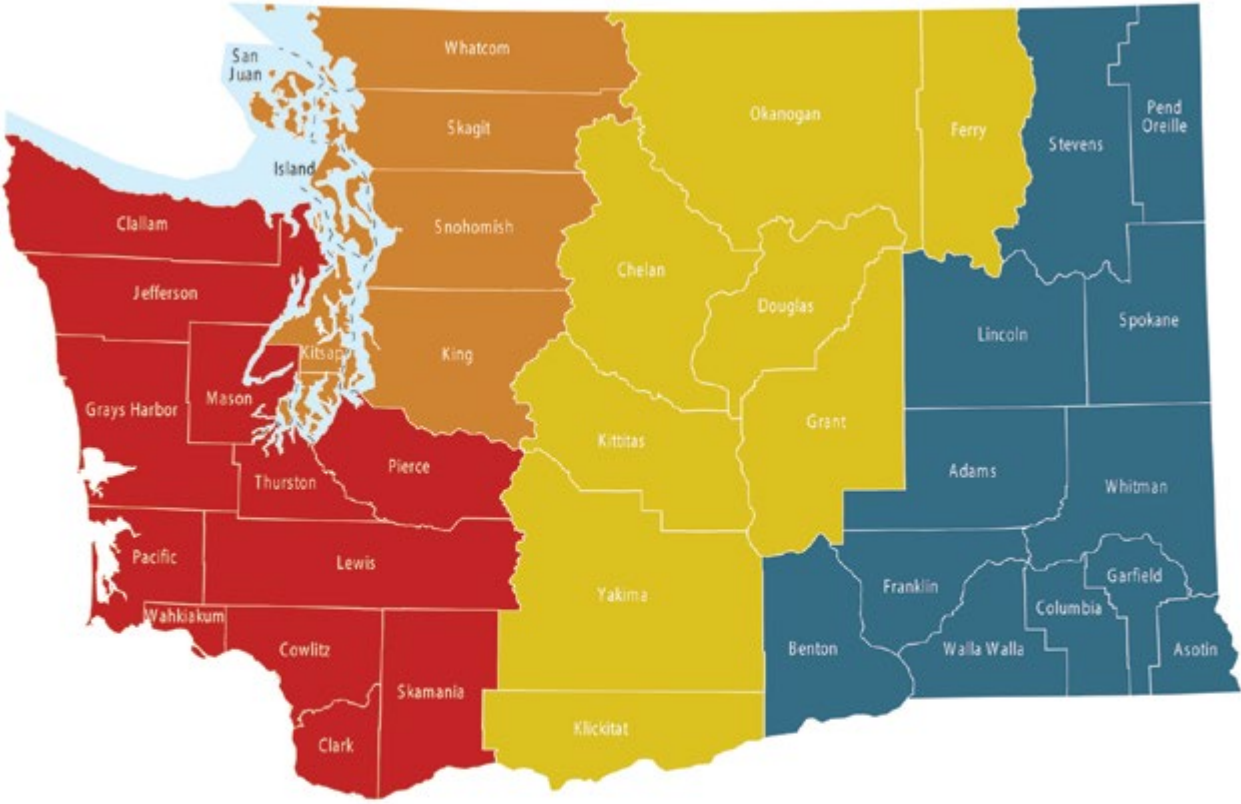 Whatcom
San
Juan
Skagit
Island
Snohomish
King
Kitsap
Okanogan
Ferry
Stevens
Pend
Oreille
Chelan
Douglas
Lincoln
Spokane
Clallam
Jefferson
Grays Harbor
Mason
Thurston
Pierce
Kittitas
Grant
Adams
Whitman
Pacific
Lewis
Wahkiakum
Cowlitz
Skamania
Clark
Yakima
Klickitat
Benton
Franklin
Walla Walla
Columbia
Garfield
Asotin